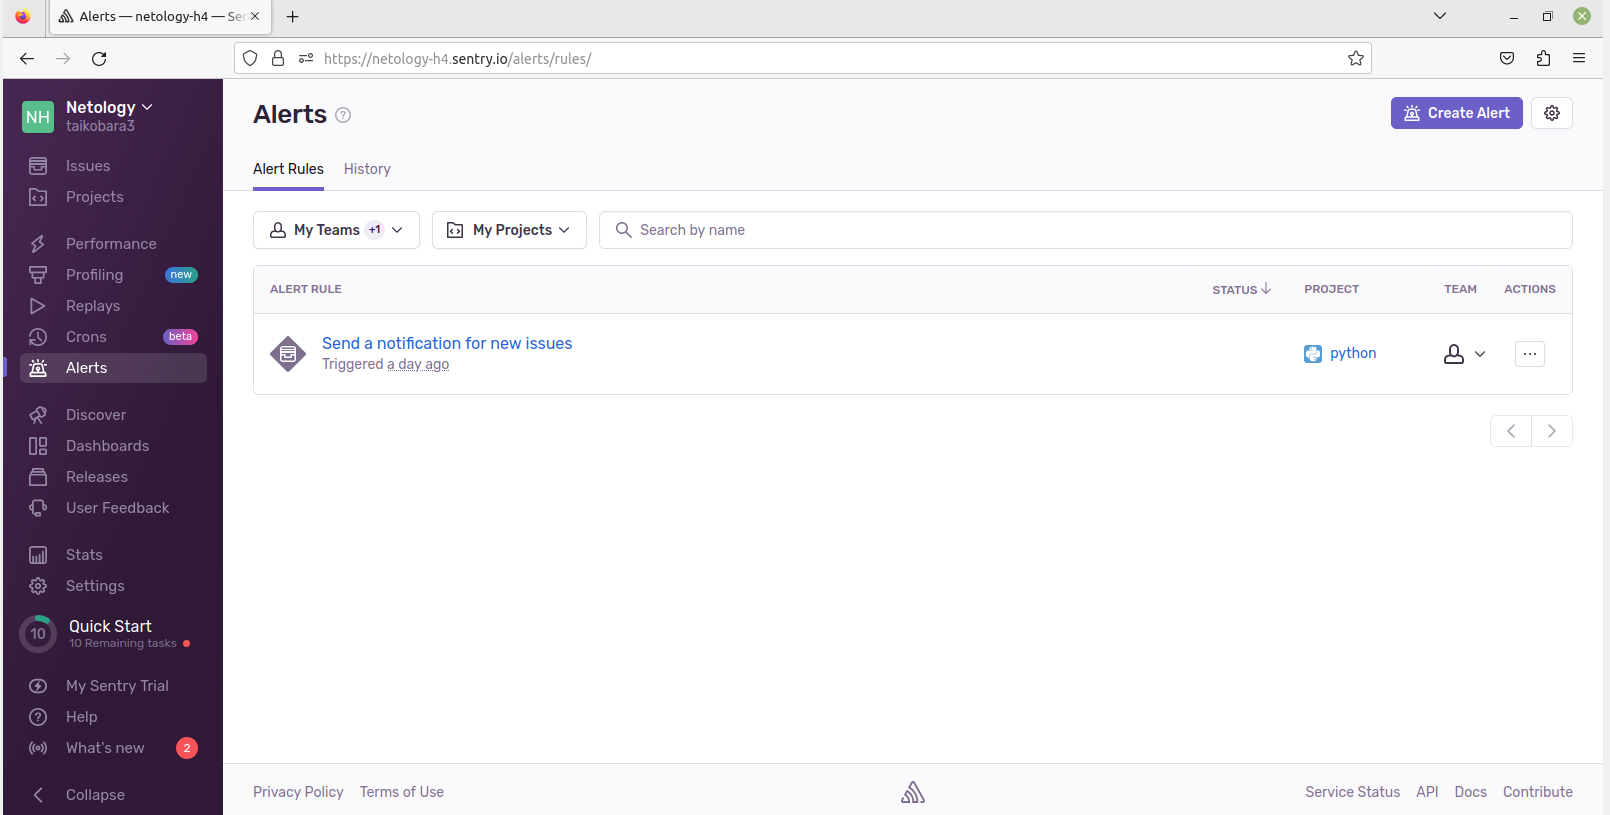 Alerts — netology-h4 — Sen
https://netology-h4.sentry.io/alerts/rules/
NH
Netology
taikobara3
Issues
Projects
Performance
Profiling new
Replays
Crons beta
Alerts
Discover
Dashboards
Releases
User Feedback
Stats
Settings
10
Quick Start
10 Remaining tasks
My Sentry Trial
Help
What's new 2
Collapse
Alerts ?
Create Alert
Alert Rules History
My Teams +1 My Projects Search by name
ALERT RULE STATUS PROJECT TEAM ACTIONS
Send a notification for new issues
Triggered a day ago
python
Privacy Policy Terms of Use Service Status API Docs Contribute